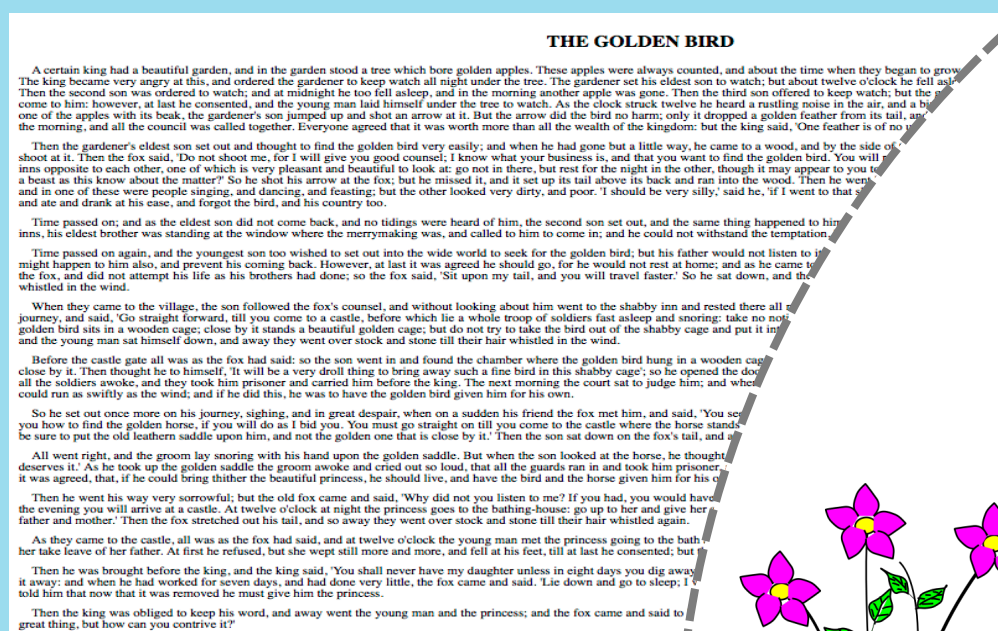 THE GOLDEN BIRD
A certain king had a beautiful garden, and in the garden stood a tree which bore golden apples. These apples were always counted, and about the time when they began to grow
The king became very angry at this, and ordered the gardener to keep watch all night under the tree. The gardener set his eldest son to watch; but about twelve o'clock he fell
Then the second son was ordered to watch; and at midnight he too fell asleep, and in the morning another apple was gone. Then the third son offered to keep watch; but the
come to him: however, at last he consented, and the young man laid himself under the tree to watch. As the clock struck twelve he heard a rustling noise in the air, and a
one of the apples with its beak, the gardener's son jumped up and shot an arrow at it. But the arrow did the bird no harm; only it dropped a golden feather from its tail,
the morning, and all the council was called together. Everyone agreed that it was worth more than all the wealth of the kingdom: but the king said, 'One feather is of no
Then the gardener's eldest son set out and thought to find the golden bird very easily; and when he had gone but a little way, he came to a wood, and by the side of
shoot at it. Then the fox said, 'Do not shoot me, for I will give you good counsel; I know what your business is, and that you want to find the golden bird. You will
inns opposite to each other, one of which is very pleasant and beautiful to look at: go not in there, but rest for the night in the other, though it may appear to you
a beast as this know about the matter?' So he shot his arrow at the fox; but he missed it, and it set up its tail above its back and ran into the wood. Then he went
and in one of these were people singing, and dancing, and feasting; but the other looked very dirty, and poor. 'I should be very silly,' said he, 'if I went to that
and ate and drank at his ease, and forgot the bird, and his country too.
Time passed on; and as the eldest son did not come back, and no tidings were heard of him, the second son set out, and the same thing happened to
inns, his eldest brother was standing at the window where the merrymaking was, and called to him to come in; and he could not withstand the temptation,
Time passed on again, and the youngest son too wished to set out into the wide world to seek for the golden bird; but his father would not listen to
might happen to him also, and prevent his coming back. However, at last it was agreed he should go, for he would not rest at home; and as he came
the fox, and did not attempt his life as his brothers had done; so the fox said, 'Sit upon my tail, and you will travel faster.' So he sat down, and
whistled in the wind.
When they came to the village, the son followed the fox's counsel, and without looking about him went to the shabby inn and rested there all
journey, and said, 'Go straight forward, till you come to a castle, before which lie a whole troop of soldiers fast asleep and snoring: take no
golden bird sits in a wooden cage; close by it stands a beautiful golden cage; but do not try to take the bird out of the shabby cage and put it
and the young man sat himself down, and away they went over stock and stone till their hair whistled in the wind.
Before the castle gate all was as the fox had said: so the son went in and found the chamber where the golden bird hung in a wooden
close by it. Then thought he to himself, 'It will be a very droll thing to bring away such a fine bird in this shabby cage'; so he opened the
all the soldiers awoke, and they took him prisoner and carried him before the king. The next morning the court sat to judge him; and
could run as swiftly as the wind; and if he did this, he was to have the golden bird given him for his own.
So he set out once more on his journey, sighing, and in great despair, when on a sudden his friend the fox met him, and said, 'You
you how to find the golden horse, if you will do as I bid you. You must go straight on till you come to the castle where the horse stands
be sure to put the old leathern saddle upon him, and not the golden one that is close by it.' Then the son sat down on the fox's tail, and
All went right, and the groom lay snoring with his hand upon the golden saddle. But when the son looked at the horse, he thought
deserves it.' As he took up the golden saddle the groom awoke and cried out so loud, that all the guards ran in and took him prisoner,
it was agreed, that, if he could bring thither the beautiful princess, he should live, and have the bird and the horse given him for his
Then he went his way very sorrowful; but the old fox came and said, 'Why did not you listen to me? If you had, you would have
the evening you will arrive at a castle. At twelve o'clock at night the princess goes to the bathing-house: go up to her and give her
father and mother.' Then the fox stretched out his tail, and so away they went over stock and stone till their hair whistled again.
As they came to the castle, all was as the fox had said, and at twelve o'clock the young man met the princess going to the bath
her take leave of her father. At first he refused, but she wept still more and more, and fell at his feet, till at last he consented; but
Then he was brought before the king, and the king said, 'You shall never have my daughter unless in eight days you dig away
it away: and when he had worked for seven days, and had done very little, the fox came and said. 'Lie down and go to sleep; I
told him that now that it was removed he must give him the princess.
Then the king was obliged to keep his word, and away went the young man and the princess; and the fox came and said to
great thing, but how can you contrive it?'